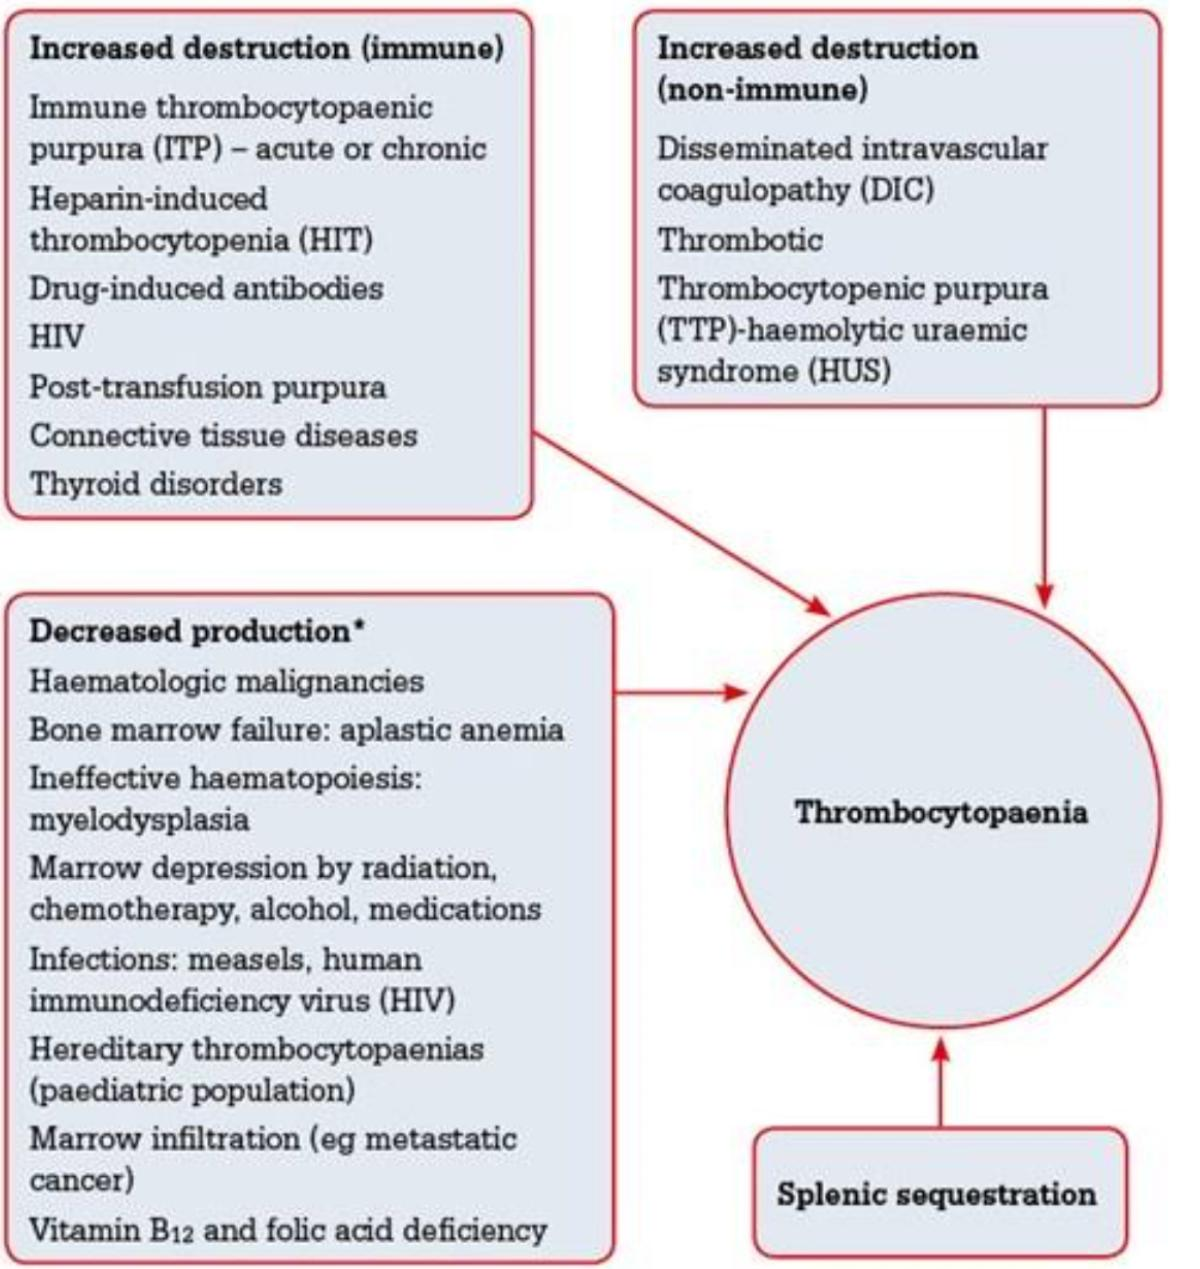 Increased destruction (immune)
Immune thrombocytopaenic
purpura (ITP) – acute or chronic
Heparin-induced
thrombocytopenia (HIT)
Drug-induced antibodies
HIV
Post-transfusion purpura
Connective tissue diseases
Thyroid disorders
Increased destruction
(non-immune)
Disseminated intravascular
coagulopathy (DIC)
Thrombotic
Thrombocytopenic purpura
(TTP)-haemolytic uraemic
syndrome (HUS)
Decreased production*
Haematologic malignancies
Bone marrow failure: aplastic anemia
Ineffective haematopoiesis:
myelodysplasia
Marrow depression by radiation,
chemotherapy, alcohol, medications
Infections: measels, human
immunodeficiency virus (HIV)
Hereditary thrombocytopaenias
(paediatric population)
Marrow infiltration (eg metastatic
cancer)
Vitamin B12 and folic acid deficiency
Thrombocytopaenia
Splenic sequestration